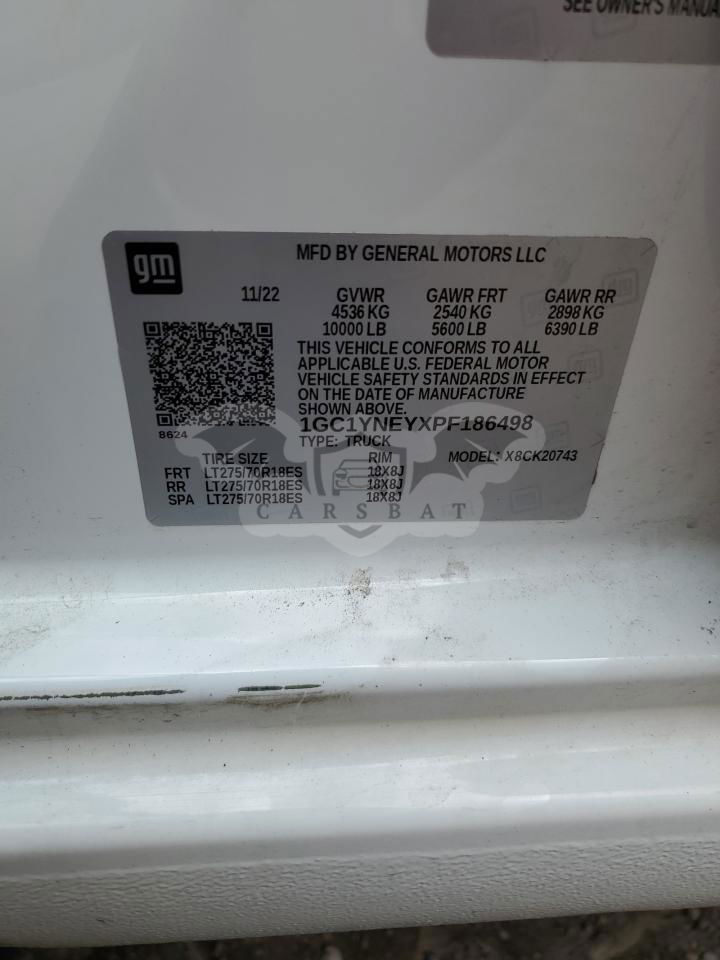 SEE OWNER'S MANUAL
gm
MFD BY GENERAL MOTORS LLC
11/22 GVWR GAWR FRT GAWR RR
4536 KG 2540 KG 2898 KG
10000 LB 5600 LB 6390 LB
THIS VEHICLE CONFORMS TO ALL
APPLICABLE U.S. FEDERAL MOTOR
VEHICLE SAFETY STANDARDS IN EFFECT
ON THE DATE OF MANUFACTURE
SHOWN ABOVE.
8624
1GC1YNEYXPF186498
TYPE: TRUCK
TIRE SIZE RIM MODEL: X8CK20743
FRT LT275/70R18ES 18X8J
RR LT275/70R18ES 18X8J
SPA LT275/70R18ES 18X8J
CARSBAT